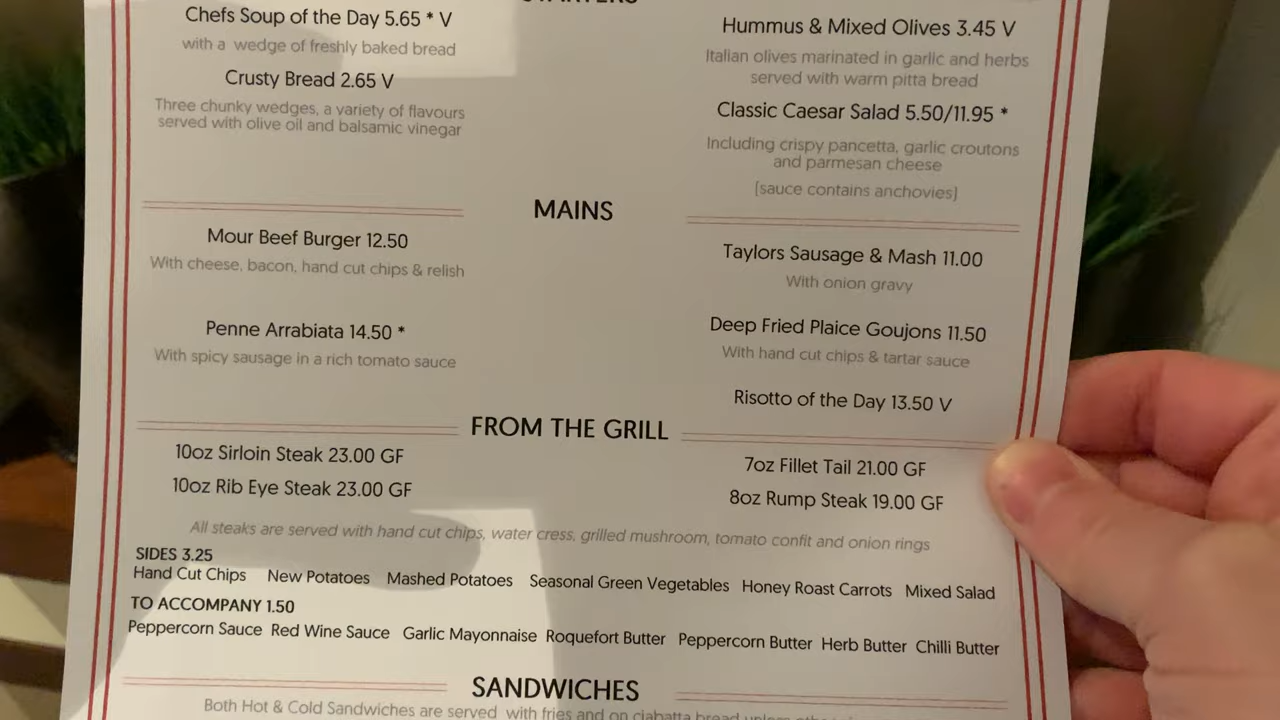 STARTERS
Chefs Soup of the Day 5.65 * V
with a wedge of freshly baked bread
Crusty Bread 2.65 V
Three chunky wedges, a variety of flavours
served with olive oil and balsamic vinegar
Hummus & Mixed Olives 3.45 V
Italian olives marinated in garlic and herbs
served with warm pitta bread
Classic Caesar Salad 5.50/11.95 *
Including crispy pancetta, garlic croutons
and parmesan cheese
(sauce contains anchovies)
MAINS
Mour Beef Burger 12.50
With cheese, bacon, hand cut chips & relish
Penne Arrabiata 14.50 *
With spicy sausage in a rich tomato sauce
Taylors Sausage & Mash 11.00
With onion gravy
Deep Fried Plaice Goujons 11.50
With hand cut chips & tartar sauce
Risotto of the Day 13.50 V
FROM THE GRILL
10oz Sirloin Steak 23.00 GF
10oz Rib Eye Steak 23.00 GF
7oz Fillet Tail 21.00 GF
8oz Rump Steak 19.00 GF
All steaks are served with hand cut chips, water cress, grilled mushroom, tomato confit and onion rings
SIDES 3.25
Hand Cut Chips New Potatoes Mashed Potatoes Seasonal Green Vegetables Honey Roast Carrots Mixed Salad
TO ACCOMPANY 1.50
Peppercorn Sauce Red Wine Sauce Garlic Mayonnaise Roquefort Butter Peppercorn Butter Herb Butter Chilli Butter
SANDWICHES
Both Hot & Cold Sandwiches are served with fries and on ciabatta bread